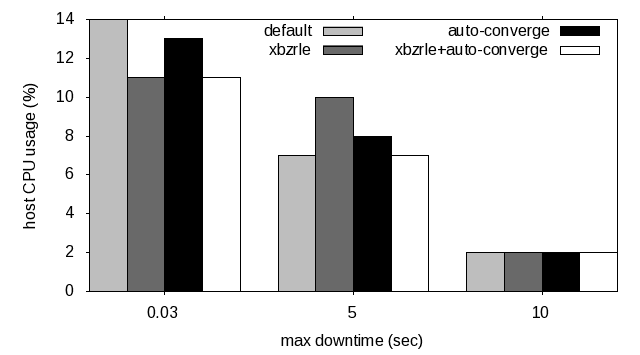 host CPU usage (%)
14
12
10
8
6
4
2
0
default
xbzrle
auto-converge
xbzrle+auto-converge
0.03
5
10
max downtime (sec)